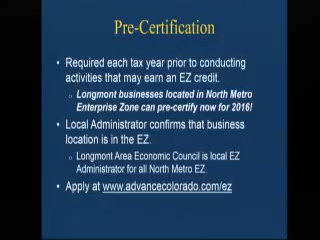 Pre-Certification
• Required each tax year prior to conducting
activities that may earn an EZ credit.
o Longmont businesses located in North Metro
Enterprise Zone can pre-certify now for 2016!
• Local Administrator confirms that business
location is in the EZ.
o Longmont Area Economic Council is local EZ
Administrator for all North Metro EZ.
• Apply at www.advancecolorado.com/ez